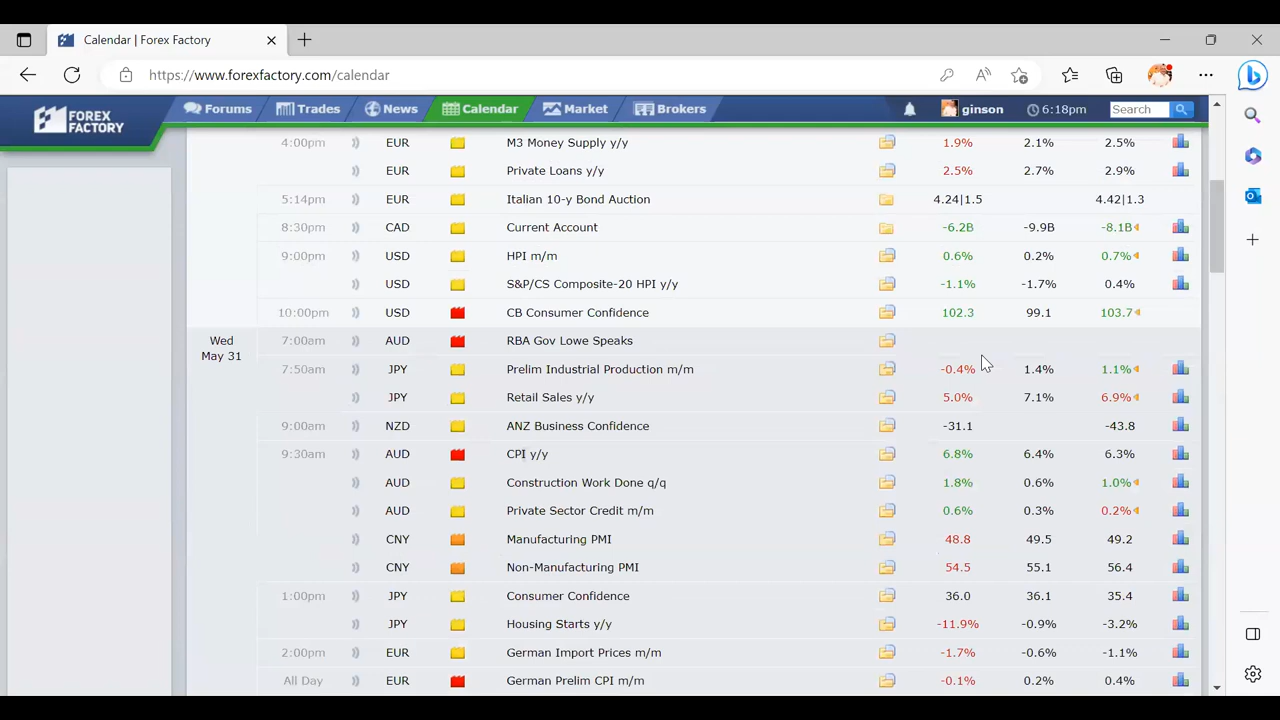 Calendar | Forex Factory
https://www.forexfactory.com/calendar
FOREX FACTORY Forums Trades News Calendar Market Brokers ginson 6:18pm Search
4:00pm EUR M3 Money Supply y/y 1.9% 2.1% 2.5%
EUR Private Loans y/y 2.5% 2.7% 2.9%
5:14pm EUR Italian 10-y Bond Auction 4.24|1.5 4.42|1.3
8:30pm CAD Current Account -6.2B -9.9B -8.1B
9:00pm USD HPI m/m 0.6% 0.2% 0.7%
USD S&P/CS Composite-20 HPI y/y -1.1% -1.7% 0.4%
10:00pm USD CB Consumer Confidence 102.3 99.1 103.7
Wed May 31 7:00am AUD RBA Gov Lowe Speaks
7:50am JPY Prelim Industrial Production m/m -0.4% 1.4% 1.1%
JPY Retail Sales y/y 5.0% 7.1% 6.9%
9:00am NZD ANZ Business Confidence -31.1 -43.8
9:30am AUD CPI y/y 6.8% 6.4% 6.3%
AUD Construction Work Done q/q 1.8% 0.6% 1.0%
AUD Private Sector Credit m/m 0.6% 0.3% 0.2%
CNY Manufacturing PMI 48.8 49.5 49.2
CNY Non-Manufacturing PMI 54.5 55.1 56.4
1:00pm JPY Consumer Confidence 36.0 36.1 35.4
JPY Housing Starts y/y -11.9% -0.9% -3.2%
2:00pm EUR German Import Prices m/m -1.7% -0.6% -1.1%
All Day EUR German Prelim CPI m/m -0.1% 0.2% 0.4%